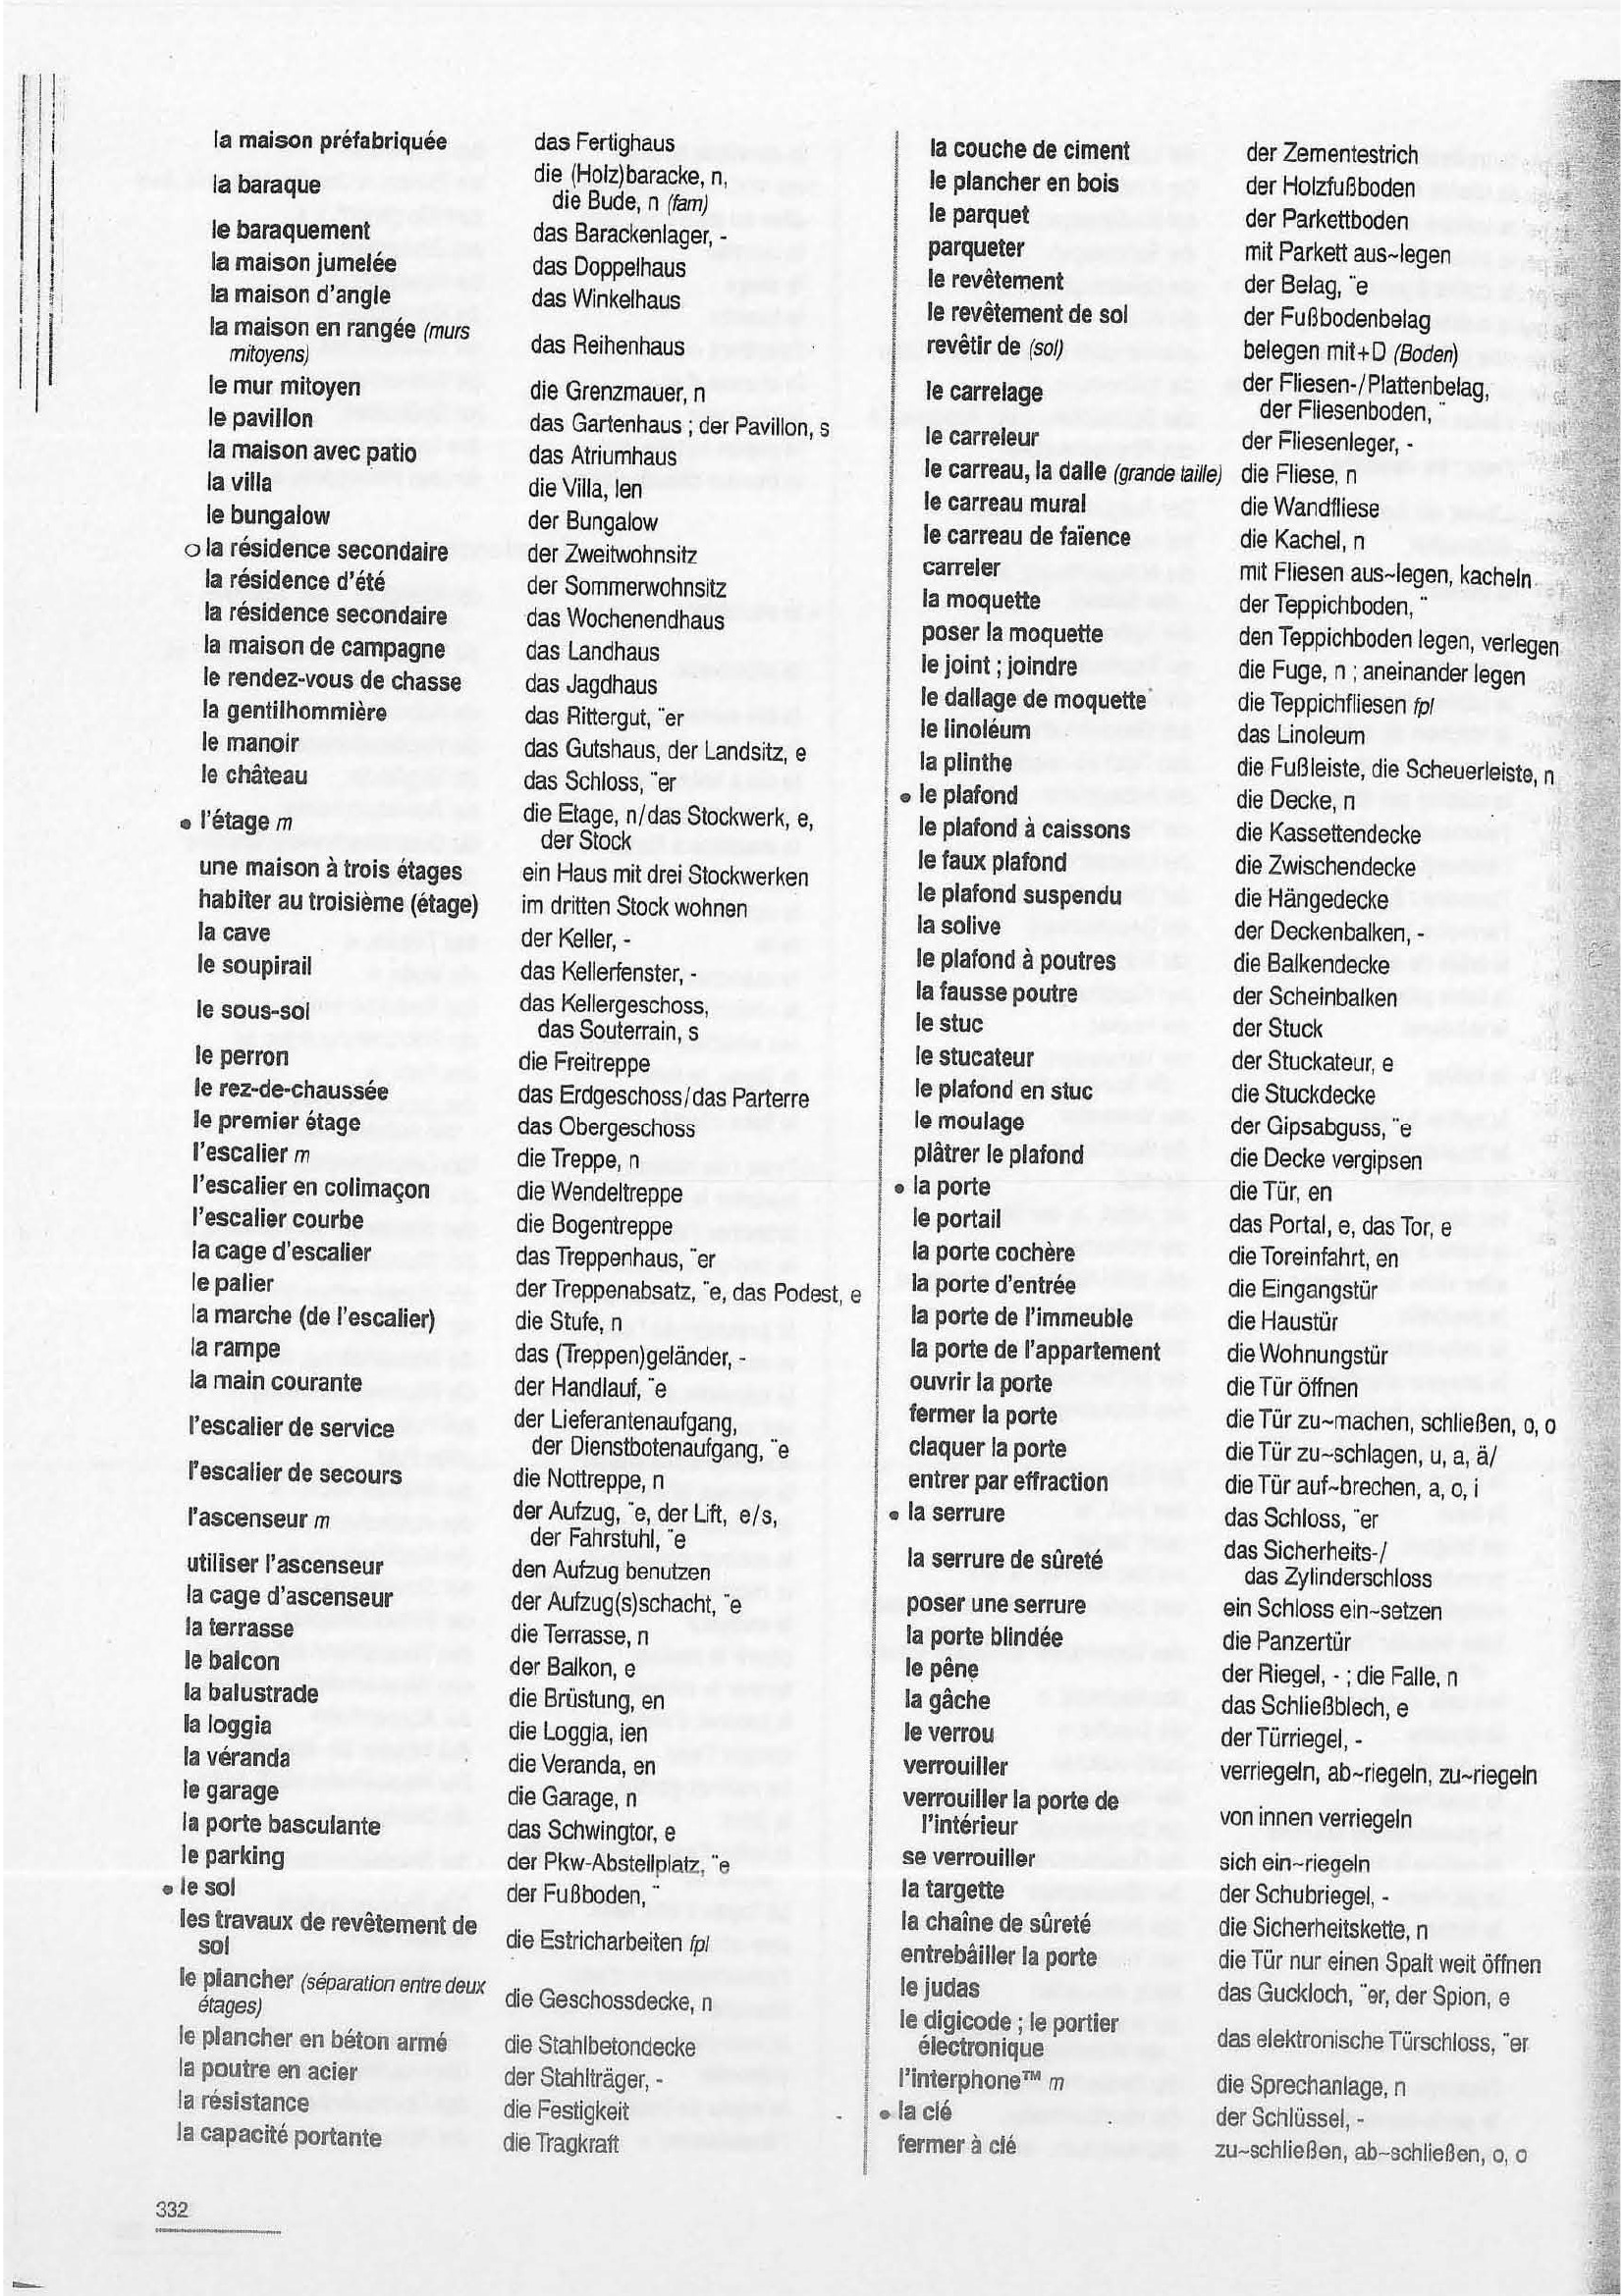 la maison préfabriquée das Fertighaus
la baraque die (Holz)baracke, n,
die Bude, n (fam)
le baraquement das Barackenlager, -
la maison jumelée das Doppelhaus
la maison d'angle das Winkelhaus
la maison en rangée (murs
mitoyens) das Reihenhaus
le mur mitoyen die Grenzmauer, n
le pavillon das Gartenhaus ; der Pavillon, s
la maison avec patio das Atriumhaus
la villa die Villa, len
le bungalow der Bungalow
o la résidence secondaire der Zweitwohnsitz
la résidence d'été der Sommerwohnsitz
la résidence secondaire das Wochenendhaus
la maison de campagne das Landhaus
le rendez-vous de chasse das Jagdhaus
la gentilhommière das Rittergut, ¨er
le manoir das Gutshaus, der Landsitz, e
le château das Schloss, ¨er
• l'étage m die Etage, n/das Stockwerk, e,
der Stock
une maison à trois étages ein Haus mit drei Stockwerken
habiter au troisième (étage) im dritten Stock wohnen
la cave der Keller, -
le soupirail das Kellerfenster, -
le sous-sol das Kellergeschoss,
das Souterrain, s
le perron die Freitreppe
le rez-de-chaussée das Erdgeschoss/das Parterre
le premier étage das Obergeschoss
l'escalier m die Treppe, n
l'escalier en colimaçon die Wendeltreppe
l'escalier courbe die Bogentreppe
la cage d'escalier das Treppenhaus, ¨er
le palier der Treppenabsatz, ¨e, das Podest, e
la marche (de l'escalier) die Stufe, n
la rampe das (Treppen)geländer, -
la main courante der Handlauf, ¨e
l'escalier de service der Lieferantenaufgang,
der Dienstbotenaufgang, ¨e
l'escalier de secours die Nottreppe, n
l'ascenseur m der Aufzug, ¨e, der Lift, e/s,
der Fahrstuhl, ¨e
utiliser l'ascenseur den Aufzug benutzen
la cage d'ascenseur der Aufzug(s)schacht, ¨e
la terrasse die Terrasse, n
le balcon der Balkon, e
la balustrade die Brüstung, en
la loggia die Loggia, ien
la véranda die Veranda, en
le garage die Garage, n
la porte basculante das Schwingtor, e
le parking der Pkw-Abstellplatz, ¨e
• le sol der Fußboden, ¨
les travaux de revêtement de
sol die Estricharbeiten fpl
le plancher (séparation entre deux
étages) die Geschossdecke, n
le plancher en béton armé die Stahlbetondecke
la poutre en acier der Stahlträger, -
la résistance die Festigkeit
la capacité portante die Tragkraft
332
la couche de ciment der Zementestrich
le plancher en bois der Holzfußboden
le parquet der Parkettboden
parqueter mit Parkett aus~legen
le revêtement der Belag, ¨e
le revêtement de sol der Fußbodenbelag
revêtir de (sol) belegen mit+D (Boden)
le carrelage der Fliesen-/Plattenbelag,
der Fliesenboden, ¨
le carreleur der Fliesenleger, -
le carreau, la dalle (grande taille) die Fliese, n
le carreau mural die Wandfliese
le carreau de faïence die Kachel, n
carreler mit Fliesen aus~legen, kacheln
la moquette der Teppichboden, ¨
poser la moquette den Teppichboden legen, verlegen
le joint ; joindre die Fuge, n ; aneinander legen
le dallage de moquette die Teppichfliesen fpl
le linoléum das Linoleum
la plinthe die Fußleiste, die Scheuerleiste, n
• le plafond die Decke, n
le plafond à caissons die Kassettendecke
le faux plafond die Zwischendecke
le plafond suspendu die Hängedecke
la solive der Deckenbalken, -
le plafond à poutres die Balkendecke
la fausse poutre der Scheinbalken
le stuc der Stuck
le stucateur der Stuckateur, e
le plafond en stuc die Stuckdecke
le moulage der Gipsabguss, ¨e
plâtrer le plafond die Decke vergipsen
• la porte die Tür, en
le portail das Portal, e, das Tor, e
la porte cochère die Toreinfahrt, en
la porte d'entrée die Eingangstür
la porte de l'immeuble die Haustür
la porte de l'appartement die Wohnungstür
ouvrir la porte die Tür öffnen
fermer la porte die Tür zu~machen, schließen, o, o
claquer la porte die Tür zu~schlagen, u, a, ä/
entrer par effraction die Tür auf~brechen, a, o, i
• la serrure das Schloss, ¨er
la serrure de sûreté das Sicherheits-/
das Zylinderschloss
poser une serrure ein Schloss ein~setzen
la porte blindée die Panzertür
le pêne der Riegel, - ; die Falle, n
la gâche das Schließblech, e
le verrou der Türriegel, -
verrouiller verriegeln, ab~riegeln, zu~riegeln
verrouiller la porte de
l'intérieur von innen verriegeln
se verrouiller sich ein~riegeln
la targette der Schubriegel, -
la chaîne de sûreté die Sicherheitskette, n
entrebâiller la porte die Tür nur einen Spalt weit öffnen
le judas das Guckloch, ¨er, der Spion, e
le digicode ; le portier
électronique das elektronische Türschloss, ¨er
l'interphone™ m die Sprechanlage, n
• la clé der Schlüssel, -
fermer à clé zu~schließen, ab~schließen, o, o